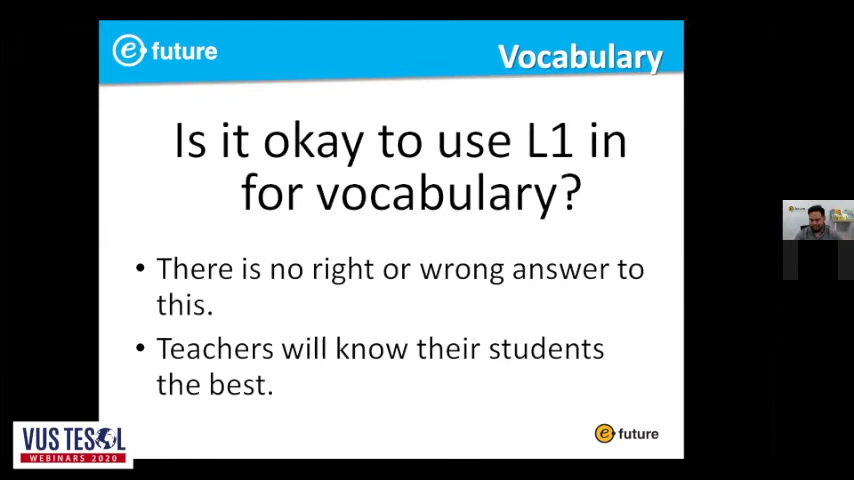 e future
Vocabulary
Is it okay to use L1 in
for vocabulary?
• There is no right or wrong answer to
this.
• Teachers will know their students
the best.
e future
VUS TESOL
WEBINARS 2020